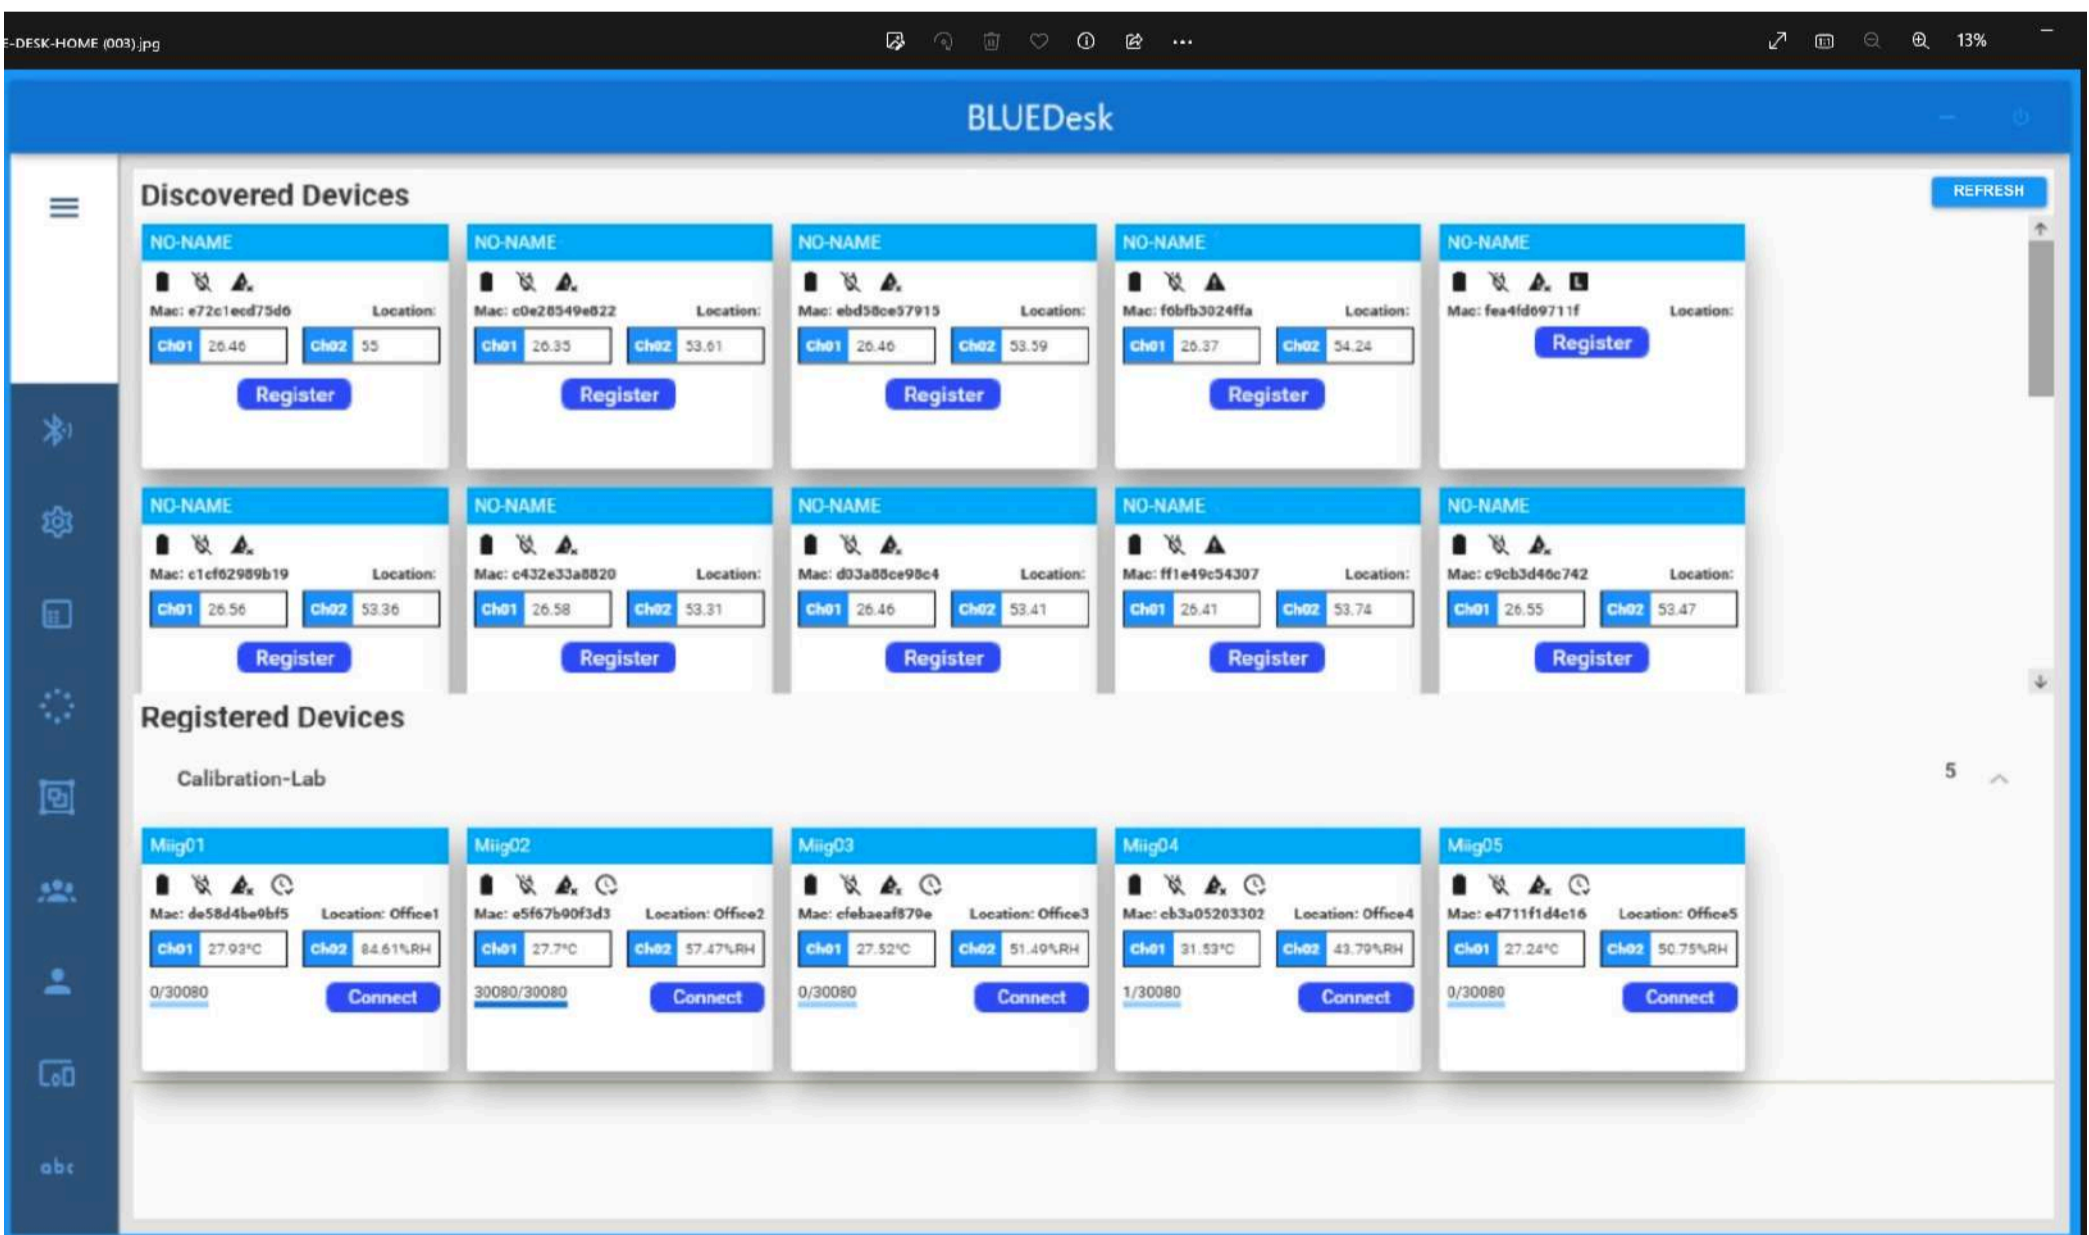 E-DESK-HOME (003).jpg
13%
BLUEDesk
Discovered Devices
REFRESH
NO-NAME NO-NAME NO-NAME NO-NAME NO-NAME
L
Mac: e72c1ecd75d6 Location: Mac: c0e28549e822 Location: Mac: ebd58ce57915 Location: Mac: f6bfb3024ffa Location: Mac: fea4fd69711f Location:
Ch01 26.46 Ch02 55 Ch01 26.35 Ch02 53.61 Ch01 26.46 Ch02 53.59 Ch01 26.37 Ch02 54.24 Register
Register Register Register Register
NO-NAME NO-NAME NO-NAME NO-NAME NO-NAME
Mac: c1cf62989b19 Location: Mac: c432e33a8820 Location: Mac: d03a88ce98c4 Location: Mac: ff1e49c54307 Location: Mac: c9cb3d46c742 Location:
Ch01 26.56 Ch02 53.36 Ch01 26.58 Ch02 53.31 Ch01 26.46 Ch02 53.41 Ch01 26.41 Ch02 53.74 Ch01 26.55 Ch02 53.47
Register Register Register Register Register
Registered Devices
Calibration-Lab 5
Miig01 Miig02 Miig03 Miig04 Miig05
Mac: de58d4be9bf5 Location: Office1 Mac: e5f67b90f3d3 Location: Office2 Mac: cfebaeaf879e Location: Office3 Mac: cb3a05203302 Location: Office4 Mac: e4711f1d4c16 Location: Office5
Ch01 27.93°C Ch02 84.61%RH Ch01 27.7°C Ch02 57.47%RH Ch01 27.52°C Ch02 51.49%RH Ch01 31.53°C Ch02 43.79%RH Ch01 27.24°C Ch02 50.75%RH
0/30080 Connect 30080/30080 Connect 0/30080 Connect 1/30080 Connect 0/30080 Connect
abc